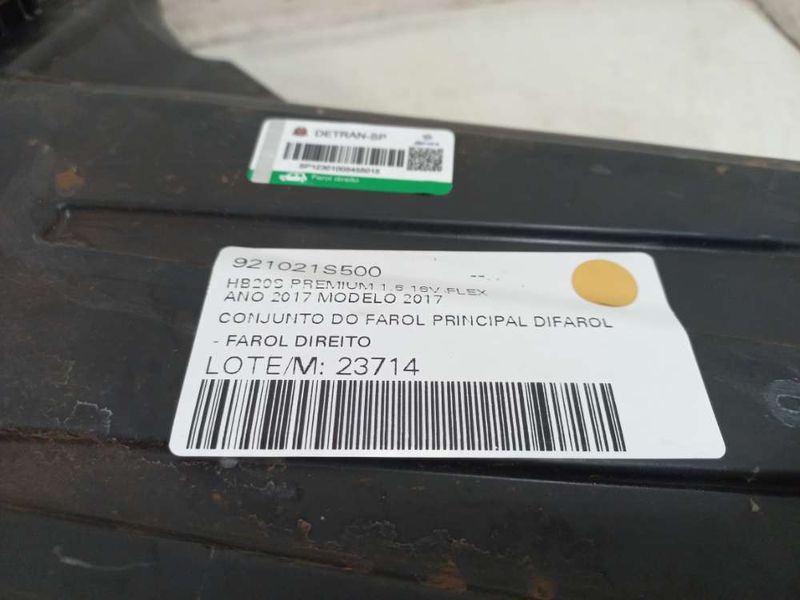 DETRAN-SP
Farol direito
921021S500
HB20S PREMIUM 1.6 16V FLEX
ANO 2017 MODELO 2017
CONJUNTO DO FAROL PRINCIPAL DIFAROL
- FAROL DIREITO
LOTE/M: 23714